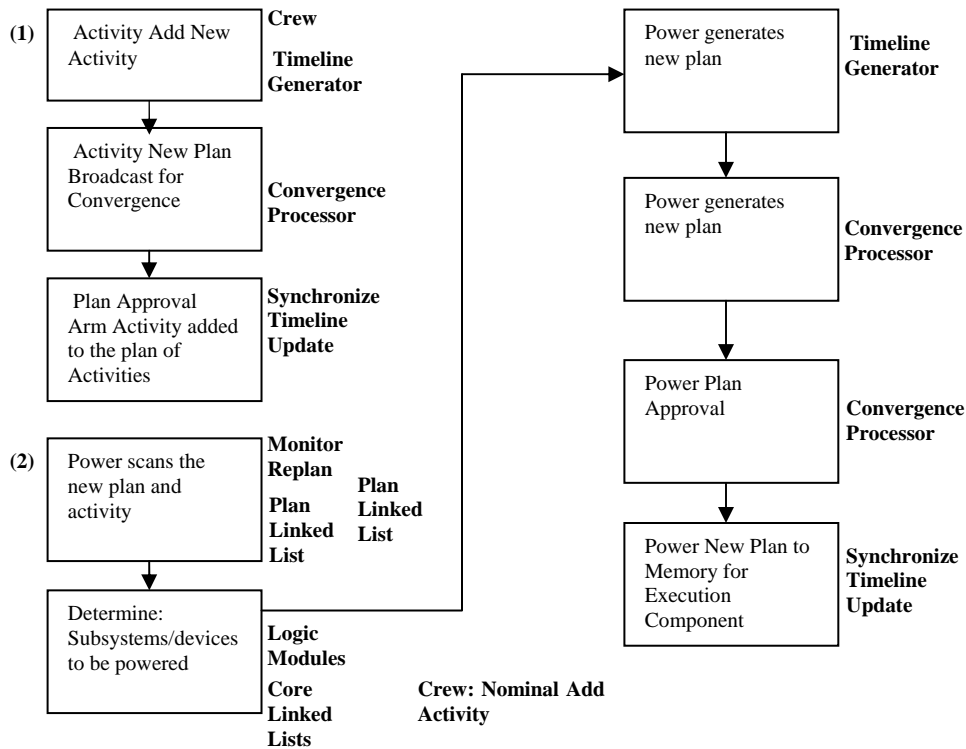 (1)
Activity Add New
Activity
Crew
Timeline
Generator
Activity New Plan
Broadcast for
Convergence
Convergence
Processor
Plan Approval
Arm Activity added
to the plan of
Activities
Synchronize
Timeline
Update
(2)
Power scans the
new plan and
activity
Monitor
Replan
Plan
Linked
List
Plan
Linked
List
Determine:
Subsystems/devices
to be powered
Logic
Modules
Core
Linked
Lists
Crew: Nominal Add
Activity
Power generates
new plan
Timeline
Generator
Power generates
new plan
Convergence
Processor
Power Plan
Approval
Convergence
Processor
Power New Plan to
Memory for
Execution
Component
Synchronize
Timeline
Update